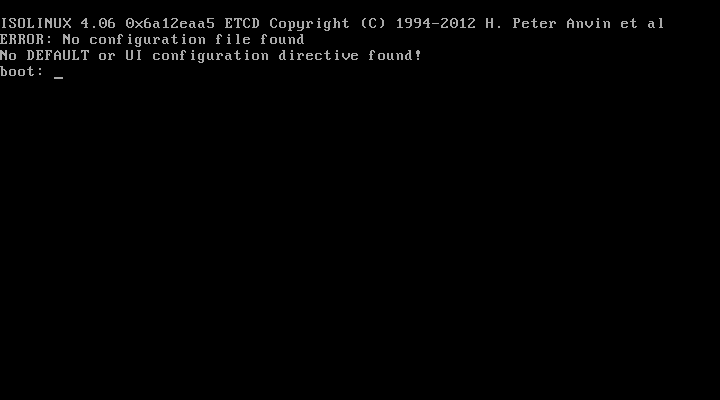 ISOLINUX 4.06 0x6a12eaa5 ETCD Copyright (C) 1994-2012 H. Peter Anvin et al
ERROR: No configuration file found
No DEFAULT or UI configuration directive found!
boot: _